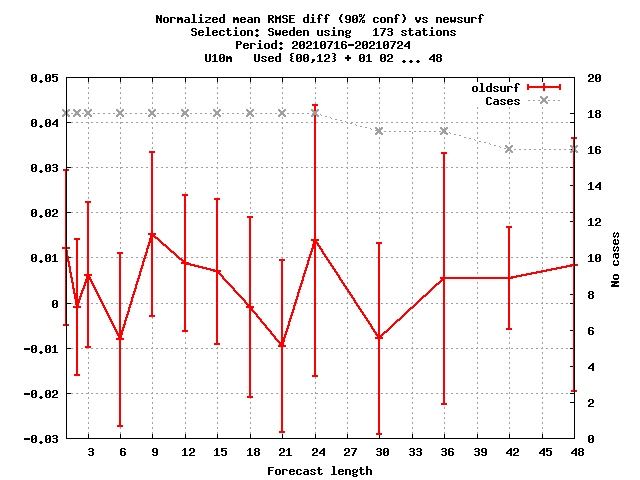 Normalized mean RMSE diff (90% conf) vs newsurf
Selection: Sweden using   173 stations
Period: 20210716-20210724
U10m   Used {00,12} + 01 02 ... 48
0.05
0.04
0.03
0.02
0.01
0
-0.01
-0.02
-0.03
20
18
16
14
12
10
8
6
4
2
0
oldsurf
Cases
No cases
3 6 9 12 15 18 21 24 27 30 33 36 39 42 45 48
Forecast length